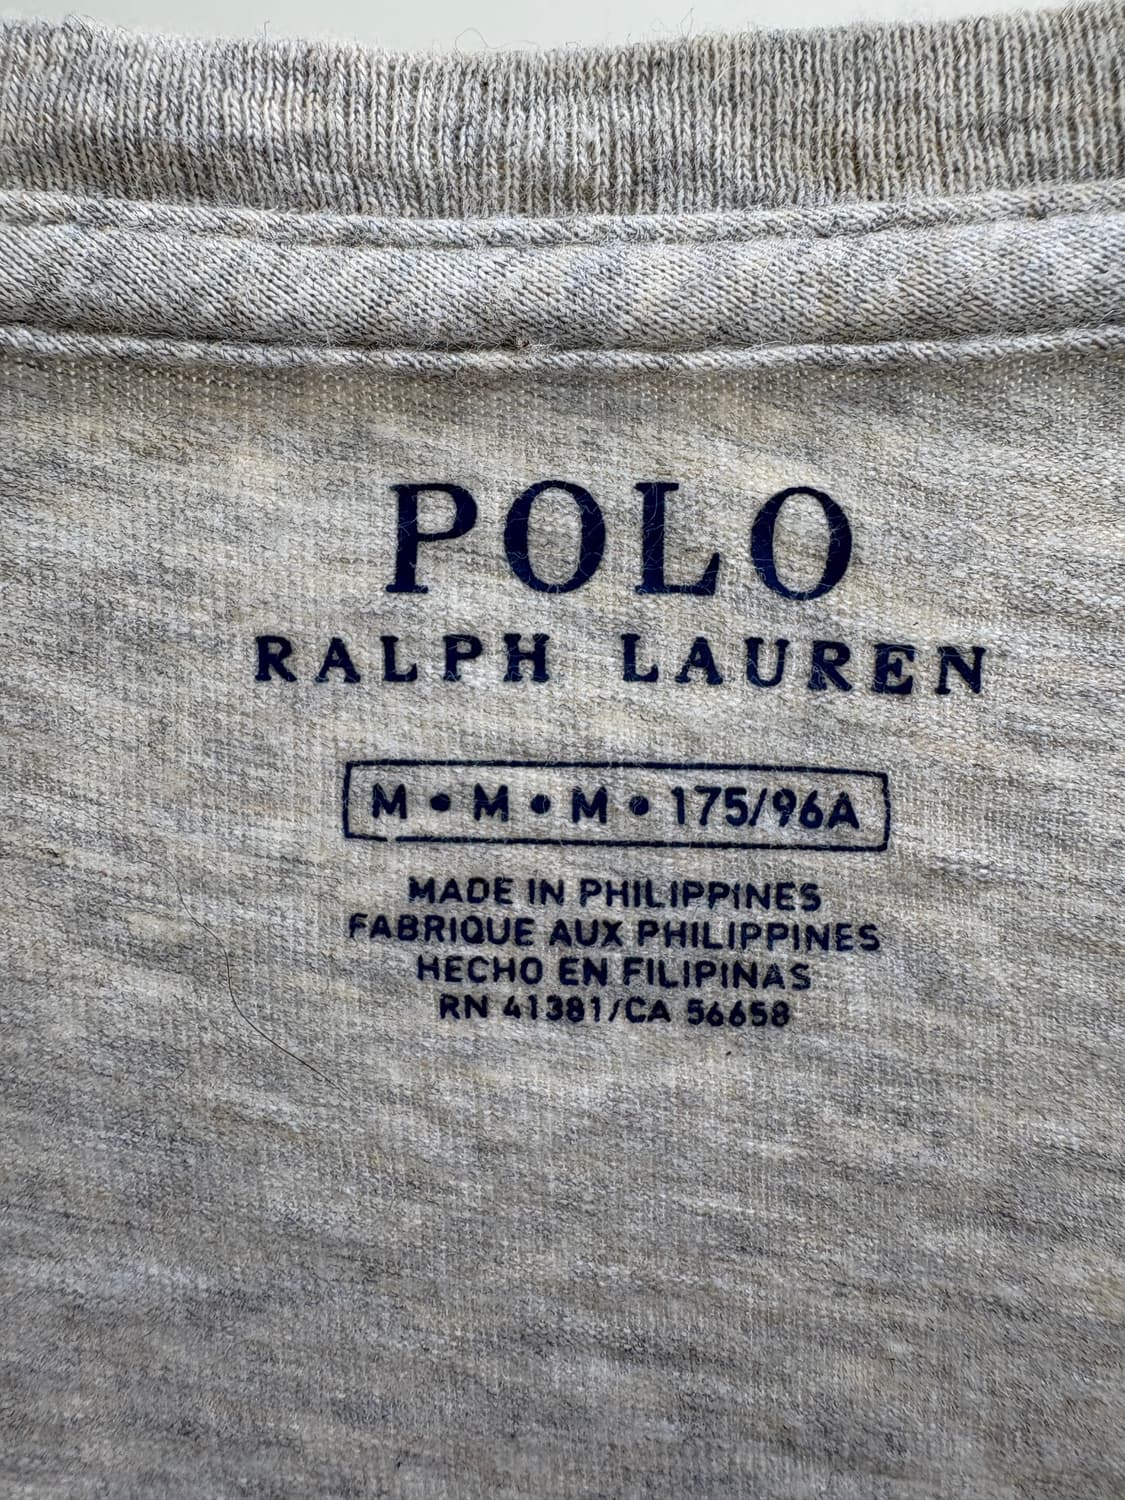 POLO
RALPH LAUREN
M • M • M • 175/96A
MADE IN PHILIPPINES
FABRIQUE AUX PHILIPPINES
HECHO EN FILIPINAS
RN 41381/CA 56658